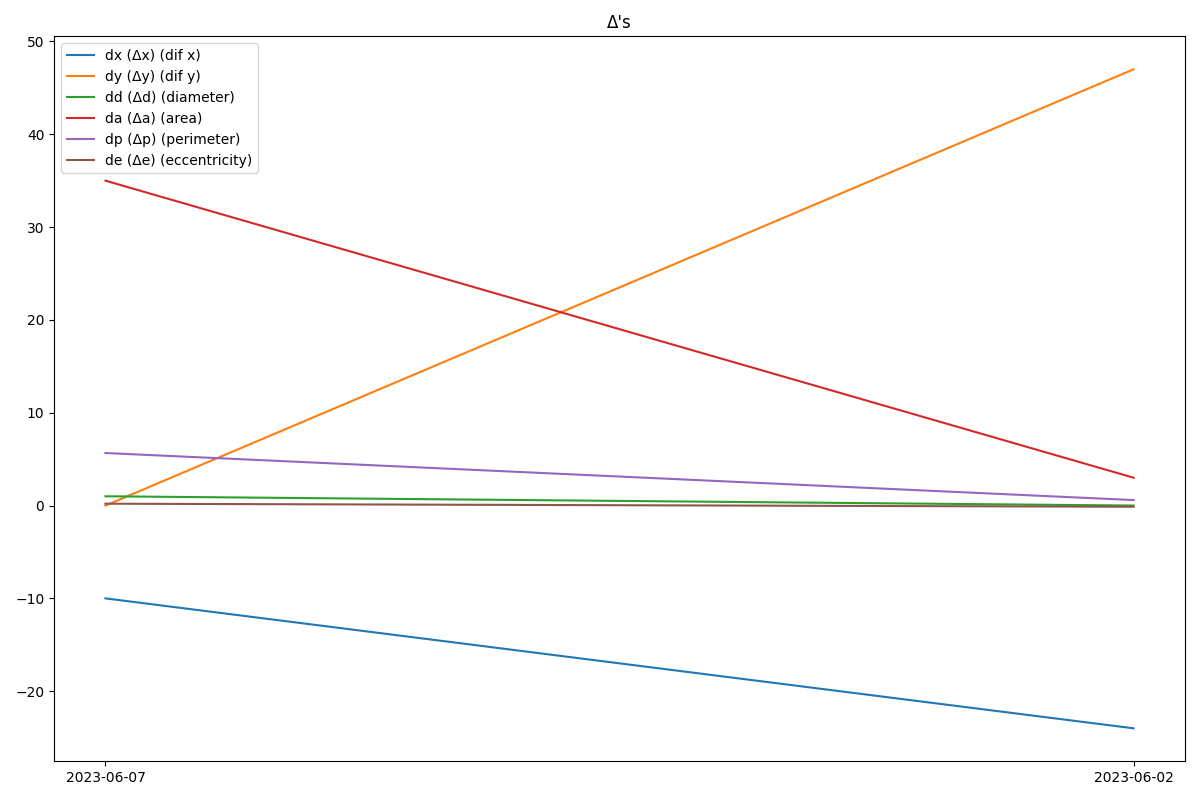 Δ's
dx (Δx) (dif x)
dy (Δy) (dif y)
dd (Δd) (diameter)
da (Δa) (area)
dp (Δp) (perimeter)
de (Δe) (eccentricity)
50
40
30
20
10
0
−10
−20
2023-06-07 2023-06-02